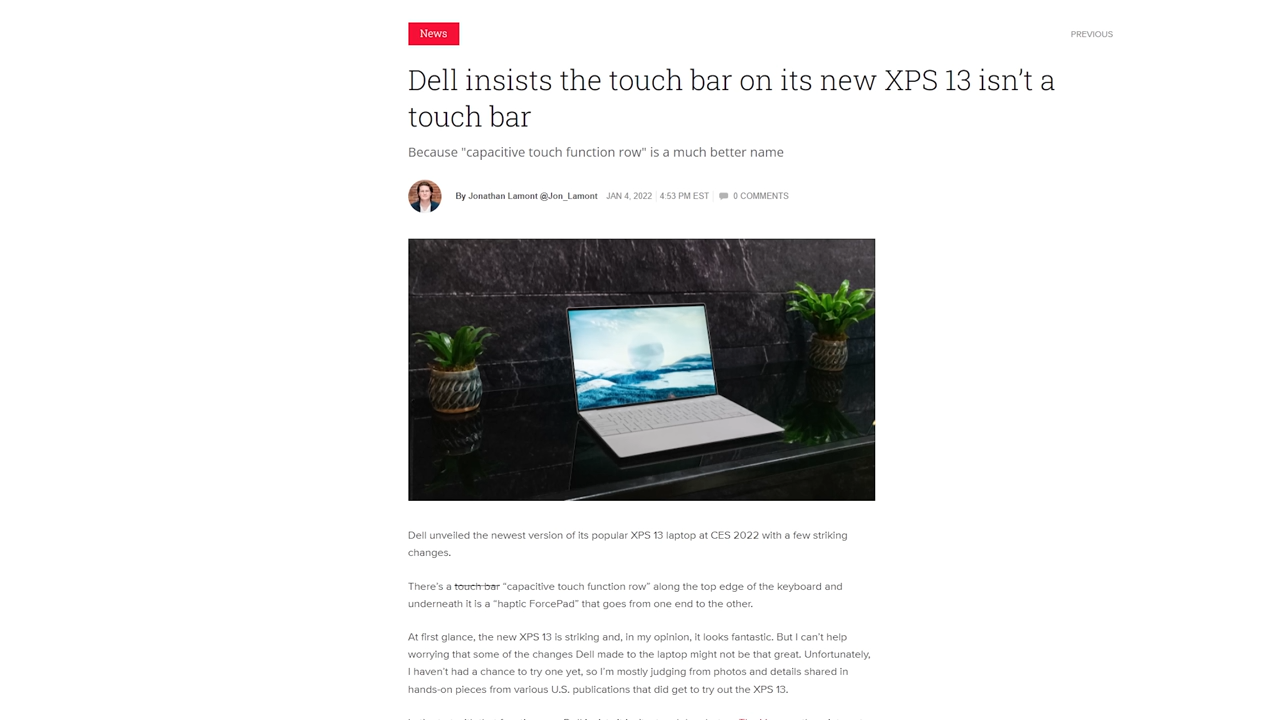 News
PREVIOUS
Dell insists the touch bar on its new XPS 13 isn’t a
touch bar
Because "capacitive touch function row" is a much better name
By Jonathan Lamont @Jon_Lamont JAN 4, 2022 4:53 PM EST 0 COMMENTS
Dell unveiled the newest version of its popular XPS 13 laptop at CES 2022 with a few striking
changes.
There’s a touch bar “capacitive touch function row” along the top edge of the keyboard and
underneath it is a “haptic ForcePad” that goes from one end to the other.
At first glance, the new XPS 13 is striking and, in my opinion, it looks fantastic. But I can’t help
worrying that some of the changes Dell made to the laptop might not be that great. Unfortunately,
I haven’t had a chance to try one yet, so I’m mostly judging from photos and details shared in
hands-on pieces from various U.S. publications that did get to try out the XPS 13.